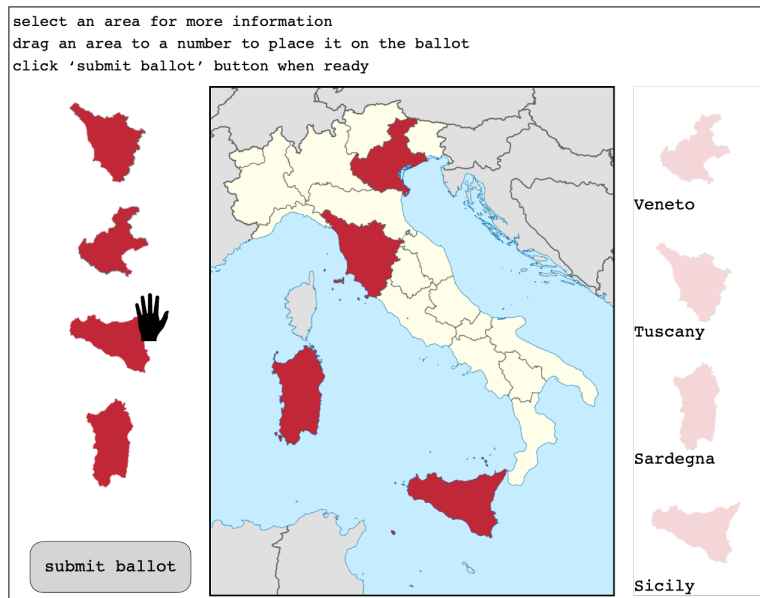 select an area for more information
drag an area to a number to place it on the ballot
click ‘submit ballot’ button when ready
Veneto
Tuscany
Sardegna
submit ballot
Sicily